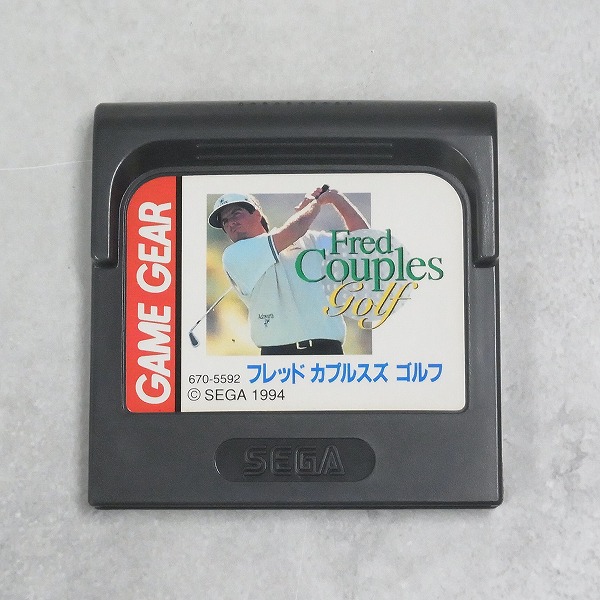 GAME GEAR
Fred
Couples
Golf
670-5592 フレッド カプルスズ ゴルフ
© SEGA 1994
SEGA